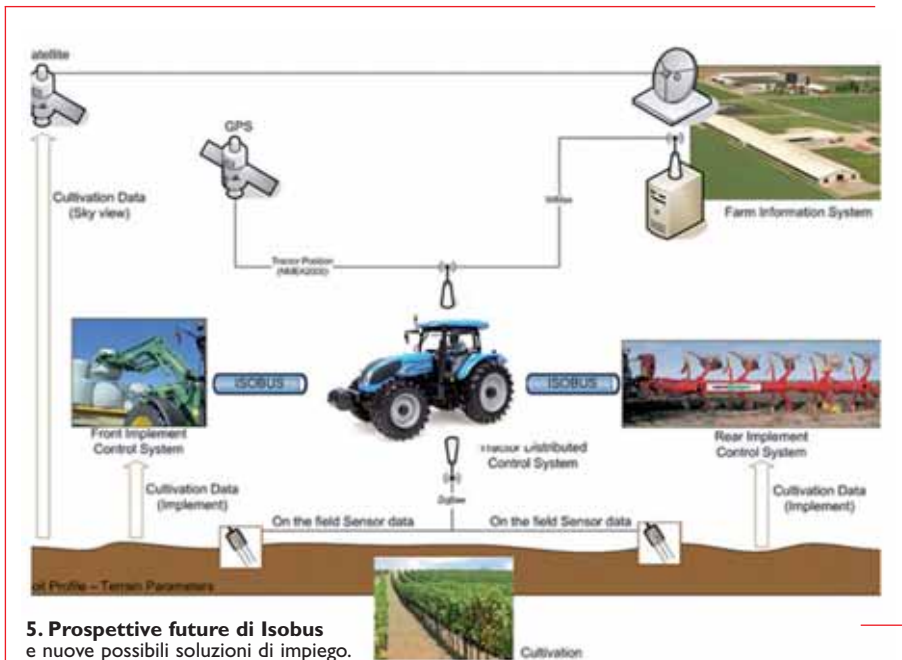 atellite
GPS
Cultivation Data
(Sky view)
Farm Information System
Tractor Position
(NMEA2000)
ISOBUS
ISOBUS
Front Implement
Control System
Tractor Distributed
Control System
Rear Implement
Control System
Cultivation Data
(Implement)
Cultivation Data
(Implement)
On the field Sensor data
On the field Sensor data
oil Profile – Terrain Parameters
Cultivation
5. Prospettive future di Isobus
e nuove possibili soluzioni di impiego.